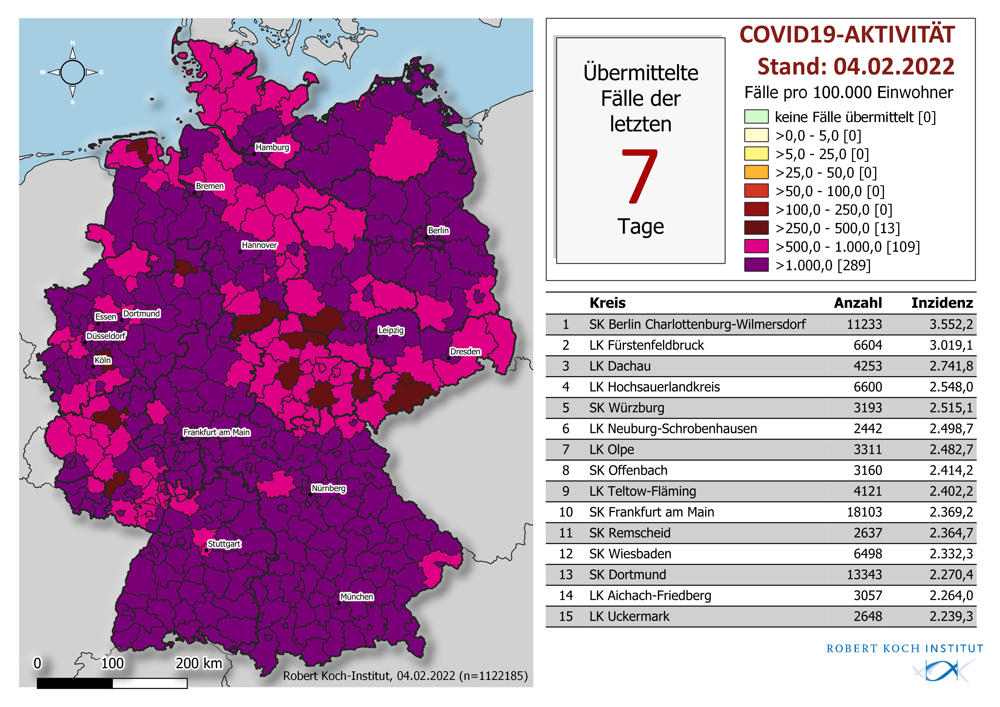 N
W
E
S
Hamburg
Bremen
Berlin
Hannover
Essen
Dortmund
Düsseldorf
Leipzig
Köln
Dresden
Frankfurt am Main
Nürnberg
Stuttgart
München
0 100 200 km
Robert Koch-Institut, 04.02.2022 (n=1122185)
Übermittelte
Fälle der
letzten
7
Tage
COVID19-AKTIVITÄT
Stand: 04.02.2022
Fälle pro 100.000 Einwohner
keine Fälle übermittelt [0]
>0,0 - 5,0 [0]
>5,0 - 25,0 [0]
>25,0 - 50,0 [0]
>50,0 - 100,0 [0]
>100,0 - 250,0 [0]
>250,0 - 500,0 [13]
>500,0 - 1.000,0 [109]
>1.000,0 [289]
Kreis Anzahl Inzidenz
1 SK Berlin Charlottenburg-Wilmersdorf 11233 3.552,2
2 LK Fürstenfeldbruck 6604 3.019,1
3 LK Dachau 4253 2.741,8
4 LK Hochsauerlandkreis 6600 2.548,0
5 SK Würzburg 3193 2.515,1
6 LK Neuburg-Schrobenhausen 2442 2.498,7
7 LK Olpe 3311 2.482,7
8 SK Offenbach 3160 2.414,2
9 LK Teltow-Fläming 4121 2.402,2
10 SK Frankfurt am Main 18103 2.369,2
11 SK Remscheid 2637 2.364,7
12 SK Wiesbaden 6498 2.332,3
13 SK Dortmund 13343 2.270,4
14 LK Aichach-Friedberg 3057 2.264,0
15 LK Uckermark 2648 2.239,3
ROBERT KOCH INSTITUT